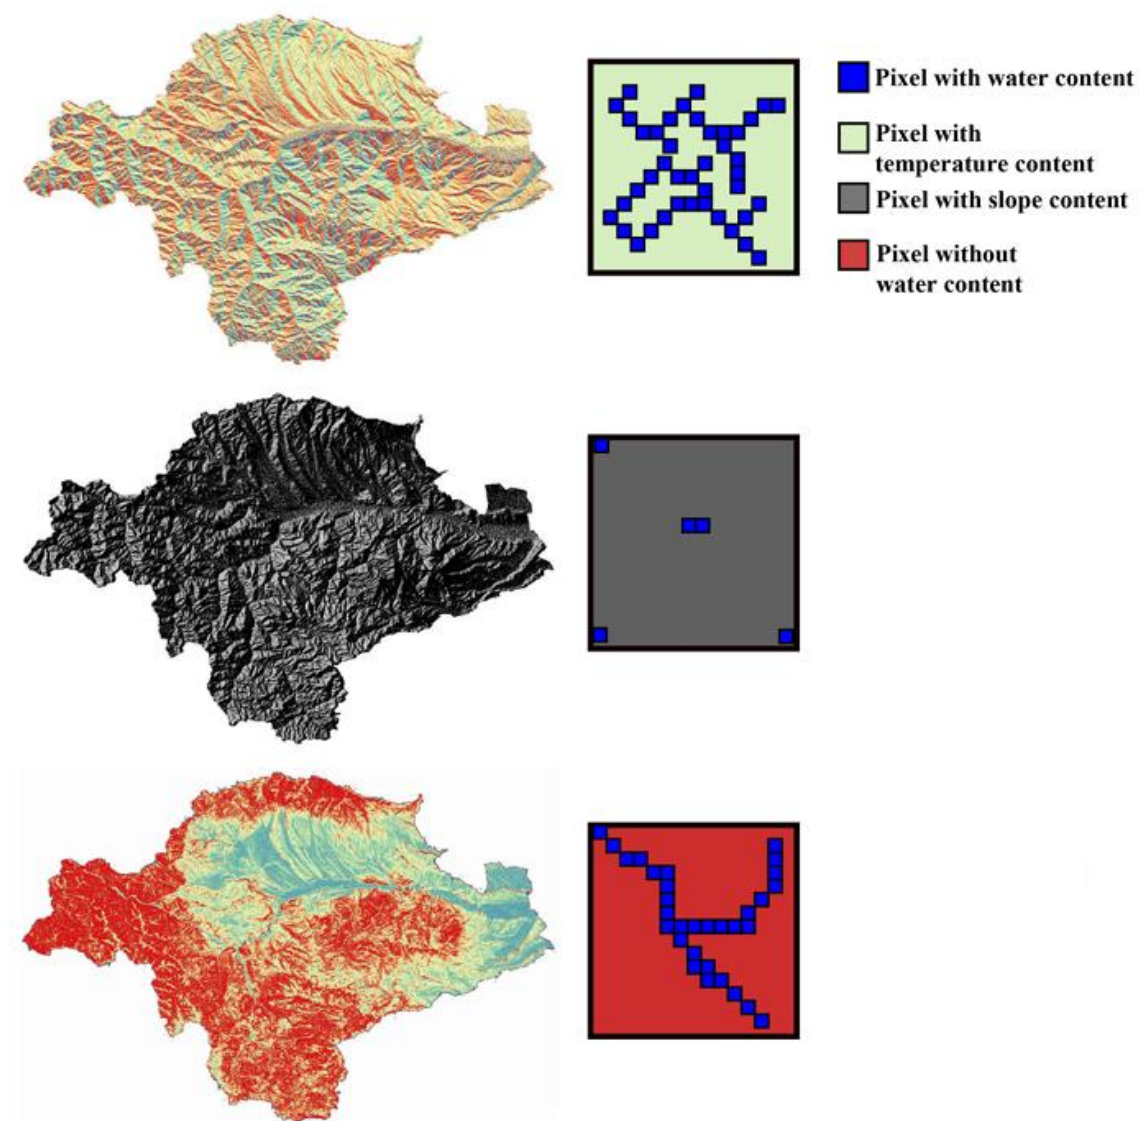 Pixel with water content
Pixel with
temperature content
Pixel with slope content
Pixel without
water content